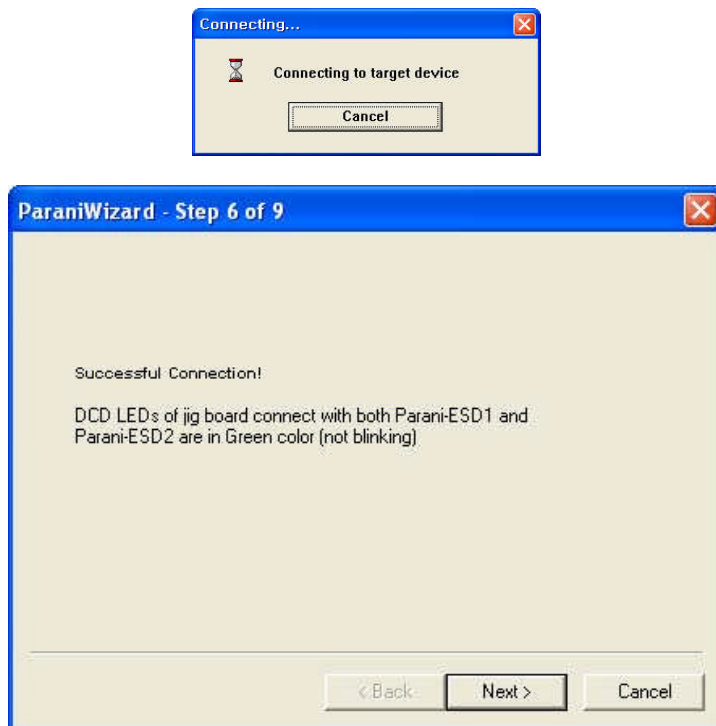 Connecting...
Connecting to target device
Cancel
ParaniWizard - Step 6 of 9
Successful Connection!
DCD LEDs of jig board connect with both Parani-ESD1 and
Parani-ESD2 are in Green color (not blinking)
< Back
Next >
Cancel